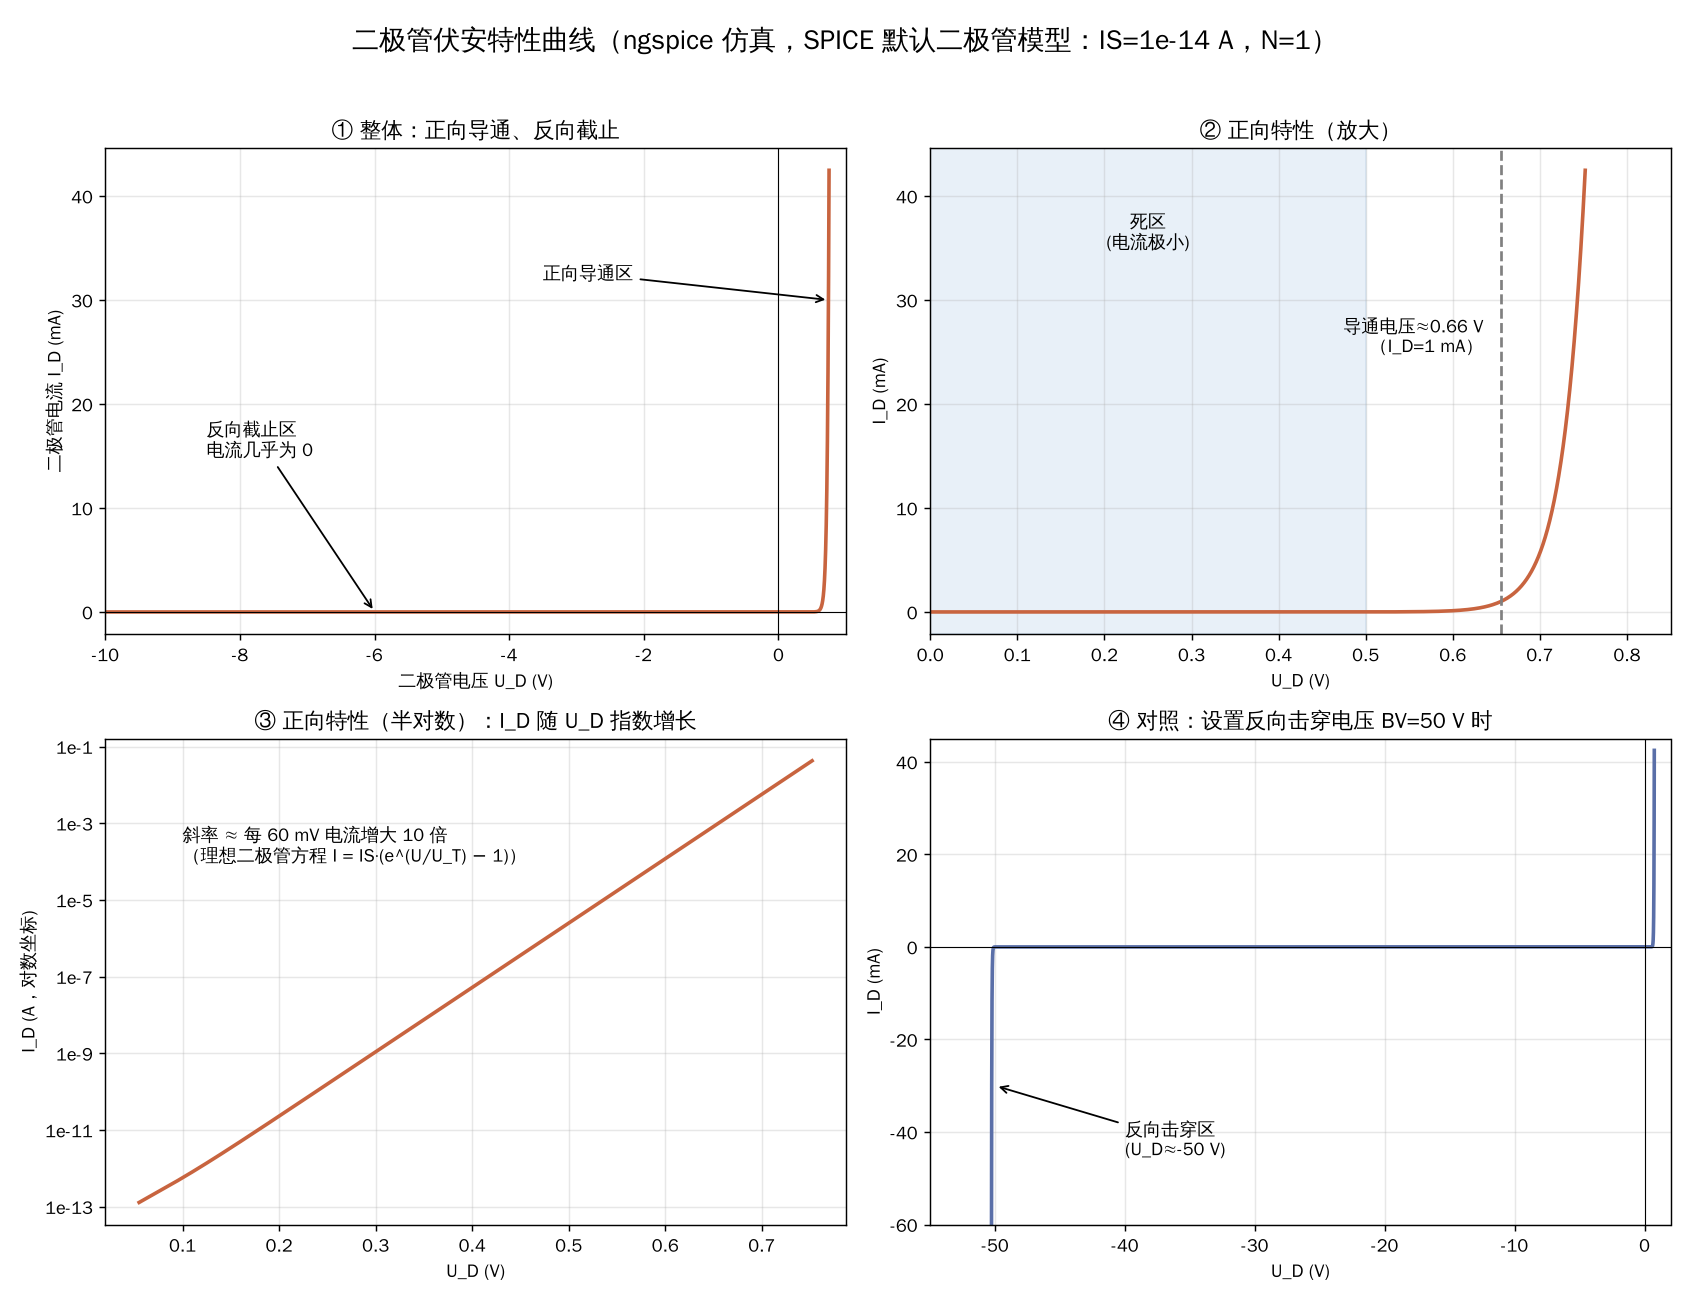 二极管伏安特性曲线（ngspice 仿真，SPICE 默认二极管模型：IS=1e-14 A，N=1）
① 整体：正向导通、反向截止
40
30
20
10
0
-10
-8
-6
-4
-2
0
二极管电流 I_D (mA)
二极管电压 U_D (V)
正向导通区
反向截止区
电流几乎为 0
② 正向特性（放大）
40
30
20
10
0
0.0
0.1
0.2
0.3
0.4
0.5
0.6
0.7
0.8
I_D (mA)
U_D (V)
死区
(电流极小)
导通电压≈0.66 V
（I_D=1 mA）
③ 正向特性（半对数）：I_D 随 U_D 指数增长
1e-1
1e-3
1e-5
1e-7
1e-9
1e-11
1e-13
0.1
0.2
0.3
0.4
0.5
0.6
0.7
I_D (A，对数坐标)
U_D (V)
斜率 ≈ 每 60 mV 电流增大 10 倍
（理想二极管方程 I = IS·(e^(U/U_T) − 1)）
④ 对照：设置反向击穿电压 BV=50 V 时
40
20
0
-20
-40
-60
-50
-40
-30
-20
-10
0
I_D (mA)
U_D (V)
反向击穿区
(U_D≈-50 V)